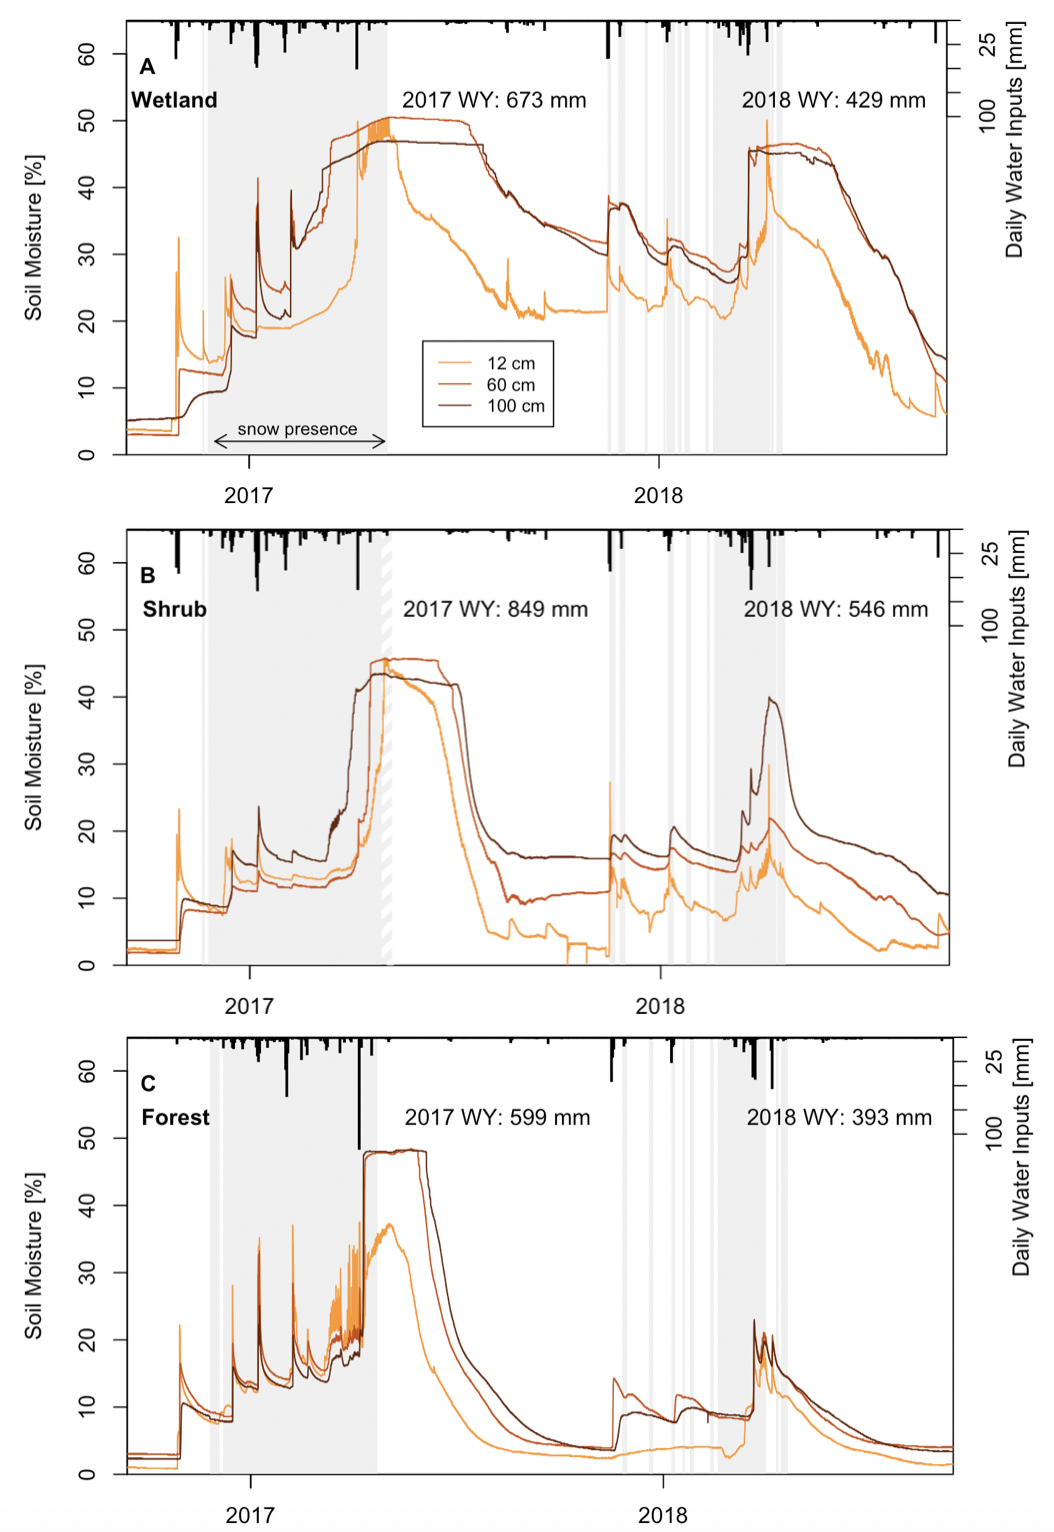 60
50
40
30
20
10
0
Soil Moisture [%]
A
Wetland
2017 WY: 673 mm
2018 WY: 429 mm
25
100
Daily Water Inputs [mm]
12 cm
60 cm
100 cm
snow presence
2017
2018
60
50
40
30
20
10
0
Soil Moisture [%]
B
Shrub
2017 WY: 849 mm
2018 WY: 546 mm
25
100
Daily Water Inputs [mm]
2017
2018
60
50
40
30
20
10
0
Soil Moisture [%]
C
Forest
2017 WY: 599 mm
2018 WY: 393 mm
25
100
Daily Water Inputs [mm]
2017
2018